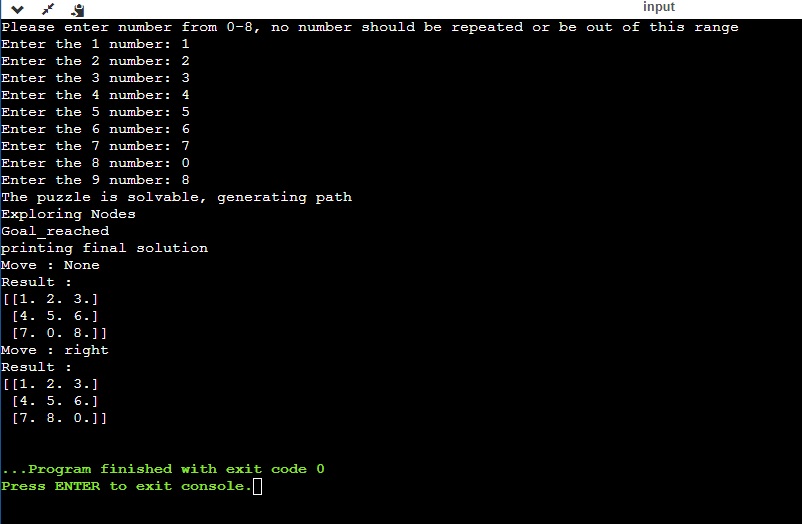 input
Please enter number from 0-8, no number should be repeated or be out of this range
Enter the 1 number: 1
Enter the 2 number: 2
Enter the 3 number: 3
Enter the 4 number: 4
Enter the 5 number: 5
Enter the 6 number: 6
Enter the 7 number: 7
Enter the 8 number: 0
Enter the 9 number: 8
The puzzle is solvable, generating path
Exploring Nodes
Goal_reached
printing final solution
Move : None
Result :
[[1. 2. 3.]
 [4. 5. 6.]
 [7. 0. 8.]]
Move : right
Result :
[[1. 2. 3.]
 [4. 5. 6.]
 [7. 8. 0.]]
...Program finished with exit code 0
Press ENTER to exit console.